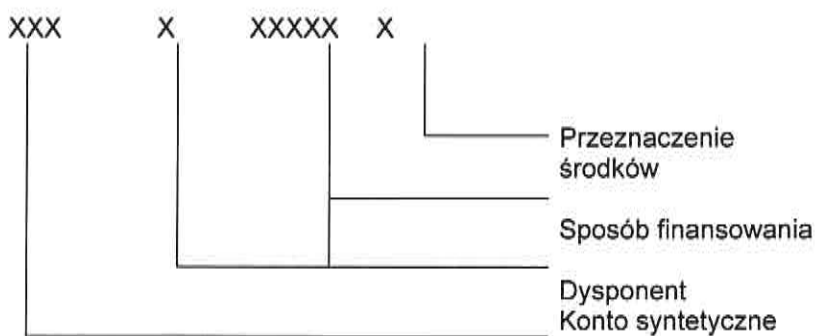 XXX X XXXXX X
Przeznaczenie
środków
Sposób finansowania
Dysponent
Konto syntetyczne